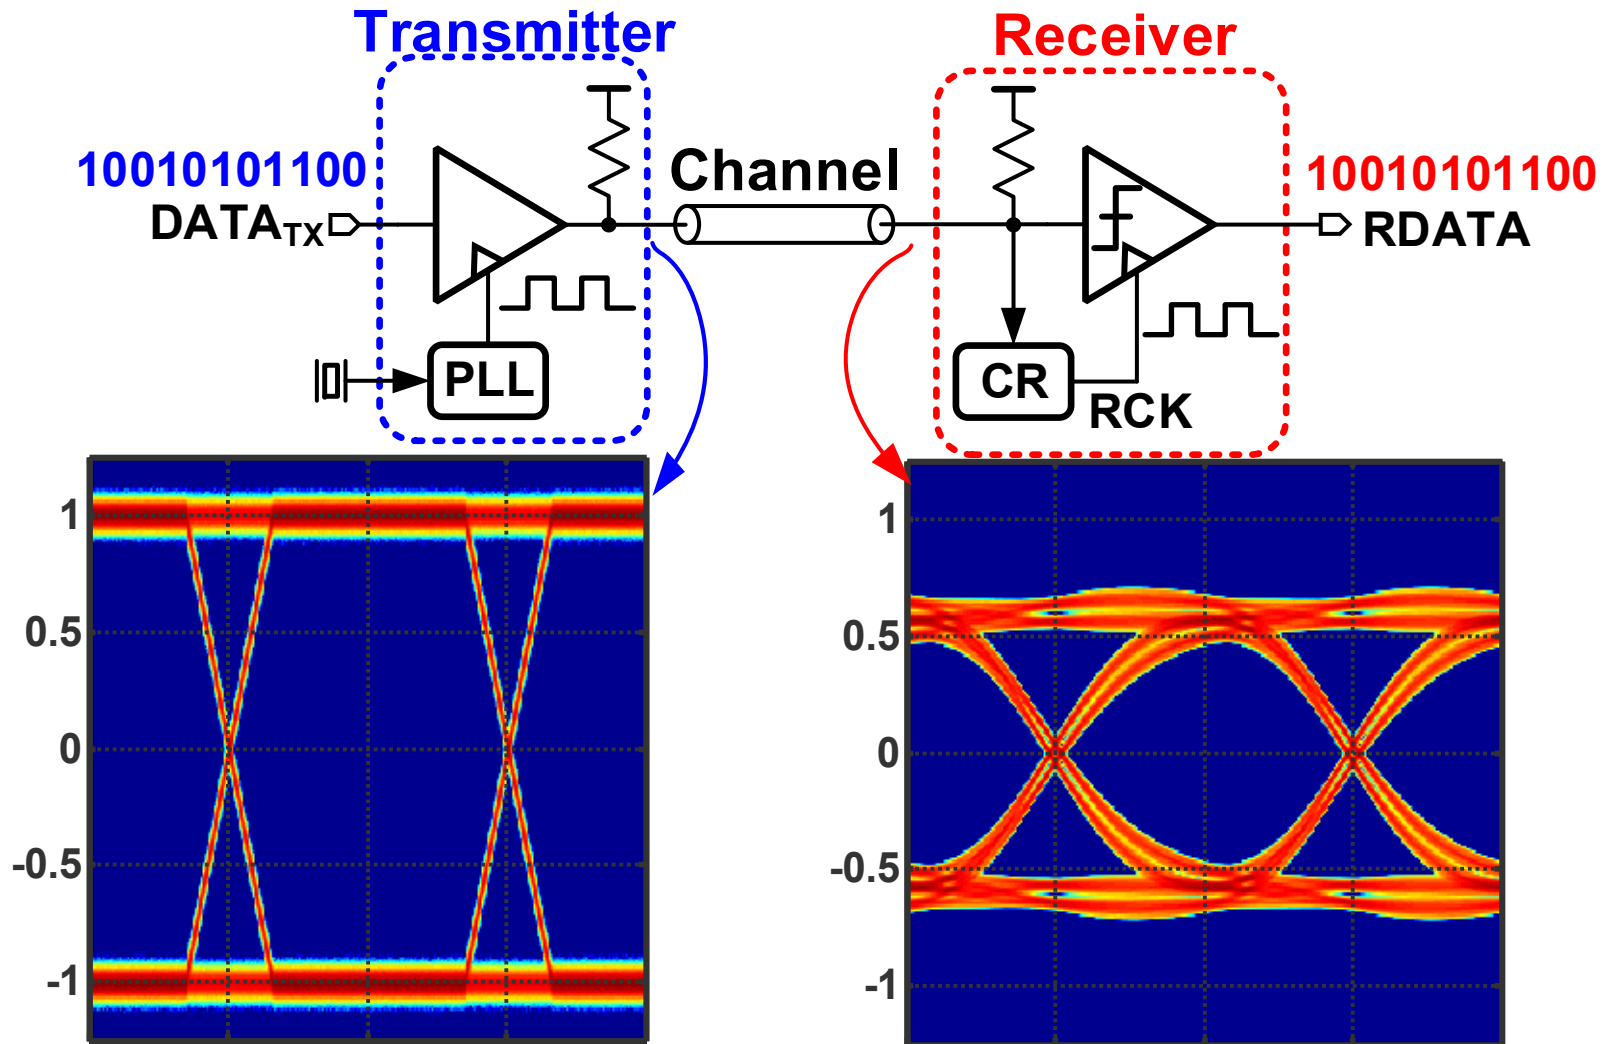 Transmitter
Receiver
10010101100
Channel
10010101100
DATATX
RDATA
PLL
CR
RCK
1
0.5
0
-0.5
-1
1
0.5
0
-0.5
-1